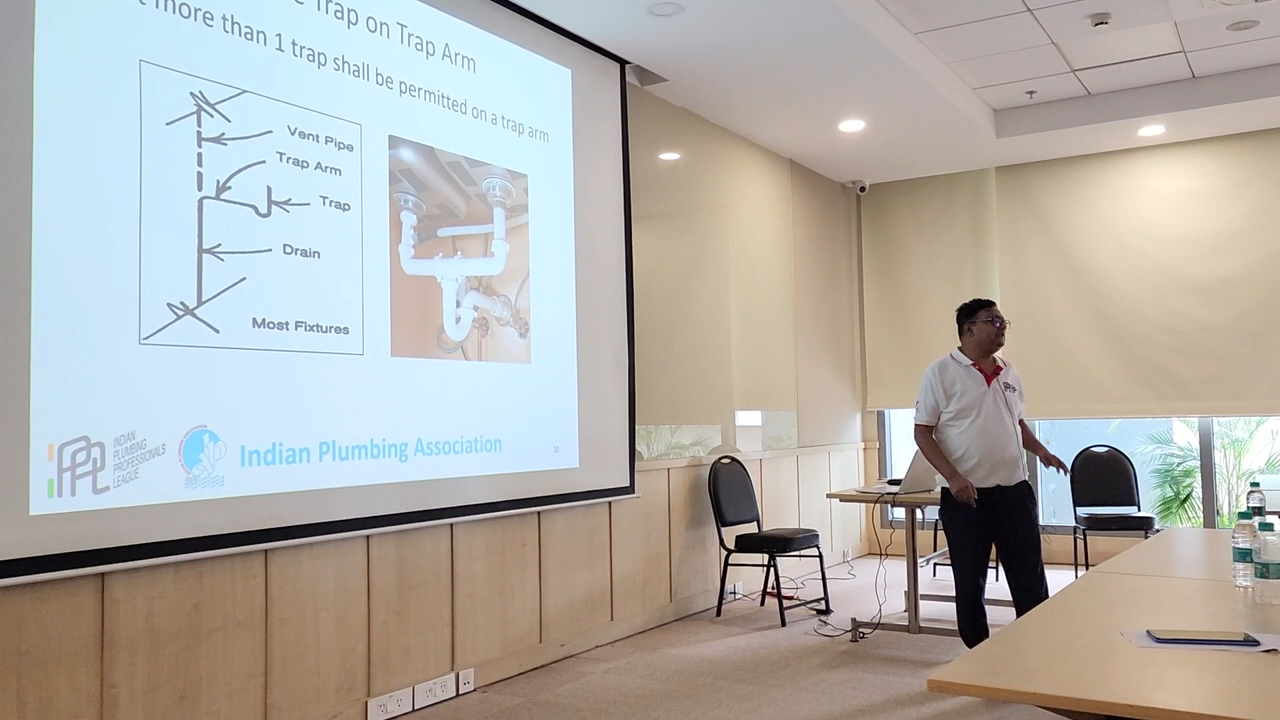 Trap on Trap Arm
more than 1 trap shall be permitted on a trap arm
Vent Pipe
Trap Arm
Trap
Drain
Most Fixtures
INDIAN
PLUMBING
PROFESSIONALS
LEAGUE
Indian Plumbing Association
30